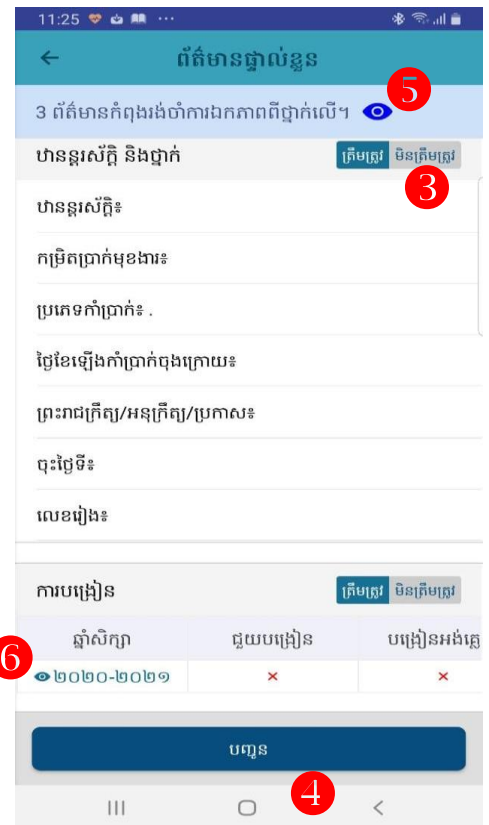 11:25
ព័ត៌មានផ្ទាល់ខ្លួន
5
3 ព័ត៌មានកំពុងរង់ចាំការឯកភាពពីថ្នាក់លើ។
ឋានន្តរស័ក្តិ និងថ្នាក់ ត្រឹមត្រូវ មិនត្រឹមត្រូវ
3
ឋានន្តរស័ក្តិ៖
កម្រិតប្រាក់មុខងារ៖
ប្រភេទកាំប្រាក់៖ .
ថ្ងៃខែឡើងកាំប្រាក់ចុងក្រោយ៖
ព្រះរាជក្រឹត្យ/អនុក្រឹត្យ/ប្រកាស៖
ចុះថ្ងៃទី៖
លេខរៀង៖
ការបង្រៀន ត្រឹមត្រូវ មិនត្រឹមត្រូវ
ឆ្នាំសិក្សា ជួយបង្រៀន បង្រៀនអង់គ្លេ
6
២០២០-២០២១ × ×
បញ្ជូន
4